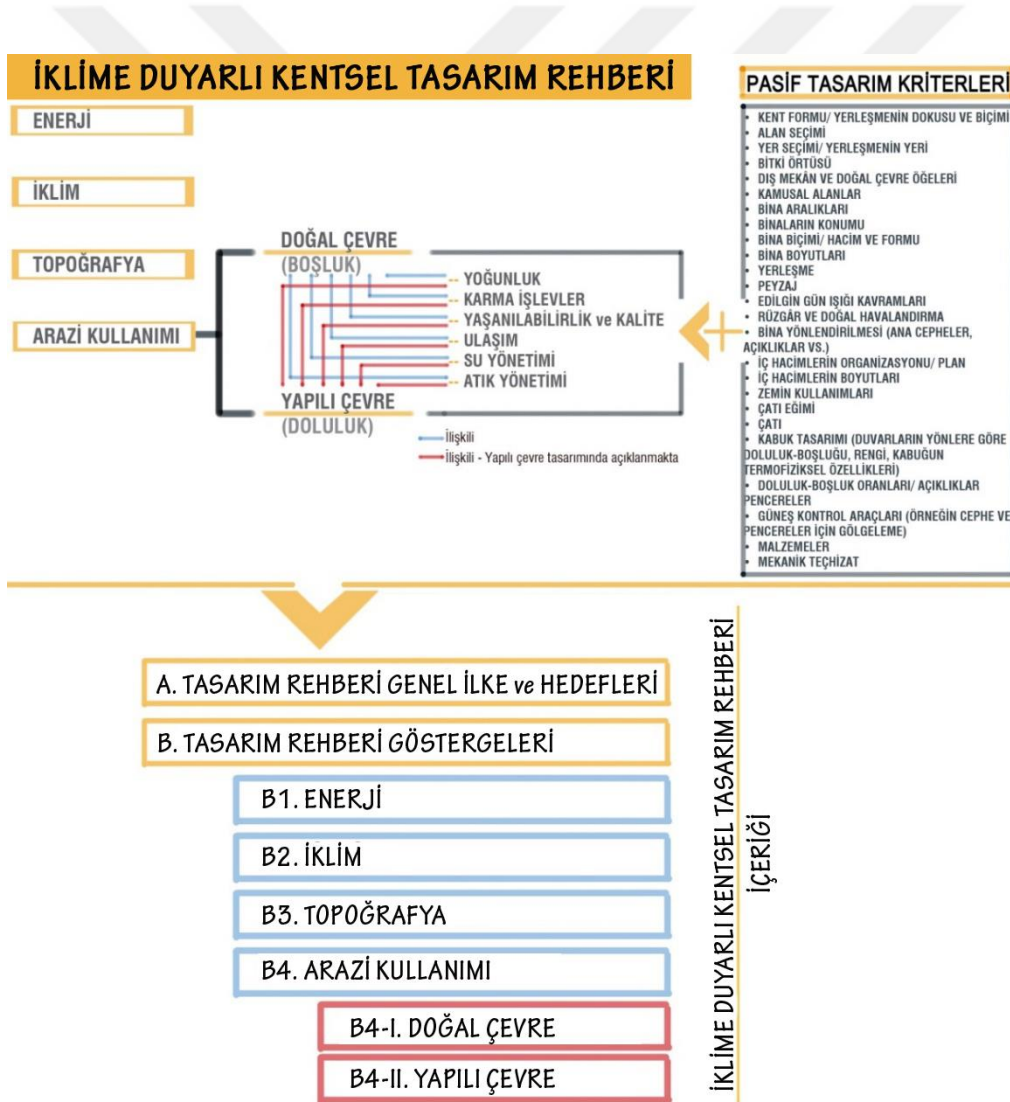 İKLİME DUYARLI KENTSEL TASARIM REHBERİ
ENERJİ
İKLİM
TOPOĞRAFYA
ARAZİ KULLANIMI
DOĞAL ÇEVRE
(BOŞLUK)
YOĞUNLUK
KARMA İŞLEVLER
YAŞANILABİLİRLİK ve KALİTE
ULAŞIM
SU YÖNETİMİ
ATIK YÖNETİMİ
YAPILI ÇEVRE
(DOLULUK)
İlişkili
İlişkili - Yapılı çevre tasarımında açıklanmakta
PASİF TASARIM KRİTERLERİ
• KENT FORMU/ YERLEŞMENİN DOKUSU VE BİÇİMİ
• ALAN SEÇİMİ
• YER SEÇİMİ/ YERLEŞMENİN YERİ
• BİTKİ ÖRTÜSÜ
• DIŞ MEKÂN VE DOĞAL ÇEVRE ÖĞELERİ
• KAMUSAL ALANLAR
• BİNA ARALIKLARI
• BİNALARIN KONUMU
• BİNA BİÇİMİ/ HACİM VE FORMU
• BİNA BOYUTLARI
• YERLEŞME
• PEYZAJ
• EDİLGİN GÜN IŞIĞI KAVRAMLARI
• RÜZGÂR VE DOĞAL HAVALANDIRMA
• BİNA YÖNLENDİRİLMESİ (ANA CEPHELER,
AÇIKLIKLAR VS.)
• İÇ HACİMLERİN ORGANİZASYONU/ PLAN
• İÇ HACİMLERİN BOYUTLARI
• ZEMİN KULLANIMLARI
• ÇATI EĞİMİ
• ÇATI
• KABUK TASARIMI (DUVARLARIN YÖNLERE GÖRE
DOLULUK-BOŞLUĞU, RENGİ, KABUĞUN
TERMOFİZİKSEL ÖZELLİKLERİ)
• DOLULUK-BOŞLUK ORANLARI/ AÇIKLIKLAR
PENCERELER
• GÜNEŞ KONTROL ARAÇLARI (ÖRNEĞİN CEPHE VE
PENCERELER İÇİN GÖLGELEME)
• MALZEMELER
• MEKANİK TEÇHİZAT
A. TASARIM REHBERİ GENEL İLKE ve HEDEFLERİ
B. TASARIM REHBERİ GÖSTERGELERİ
B1. ENERJİ
B2. İKLİM
B3. TOPOĞRAFYA
B4. ARAZİ KULLANIMI
B4-I. DOĞAL ÇEVRE
B4-II. YAPILI ÇEVRE
İKLİME DUYARLI KENTSEL TASARIM REHBERİ
İÇERİĞİ